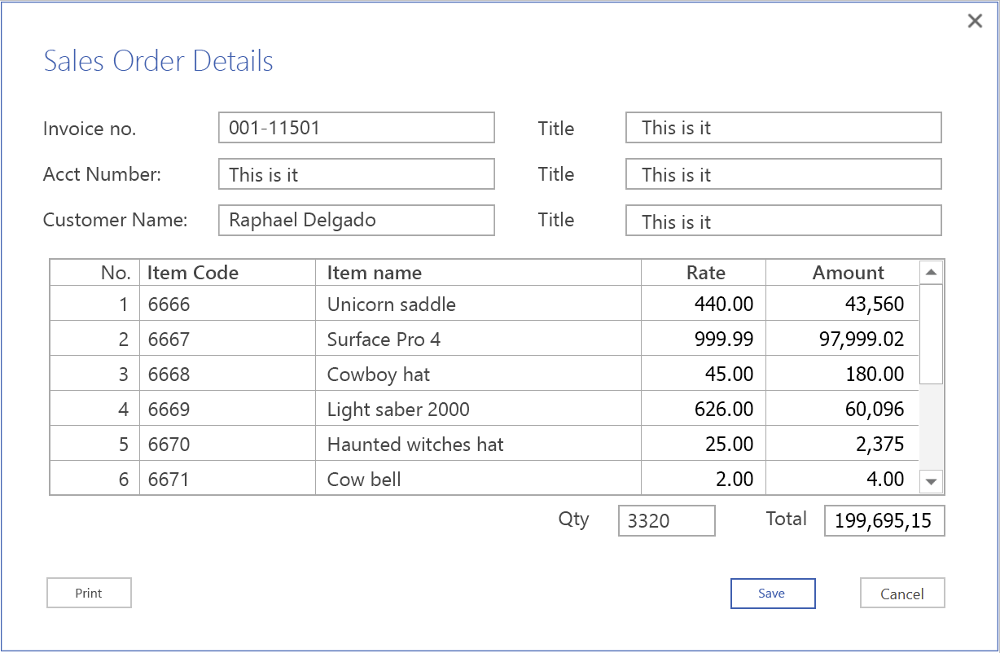 Sales Order Details
Invoice no. 001-11501 Title This is it
Acct Number: This is it Title This is it
Customer Name: Raphael Delgado Title This is it
No. Item Code Item name Rate Amount
1 6666 Unicorn saddle 440.00 43,560
2 6667 Surface Pro 4 999.99 97,999.02
3 6668 Cowboy hat 45.00 180.00
4 6669 Light saber 2000 626.00 60,096
5 6670 Haunted witches hat 25.00 2,375
6 6671 Cow bell 2.00 4.00
Qty 3320 Total 199,695,15
Print Save Cancel